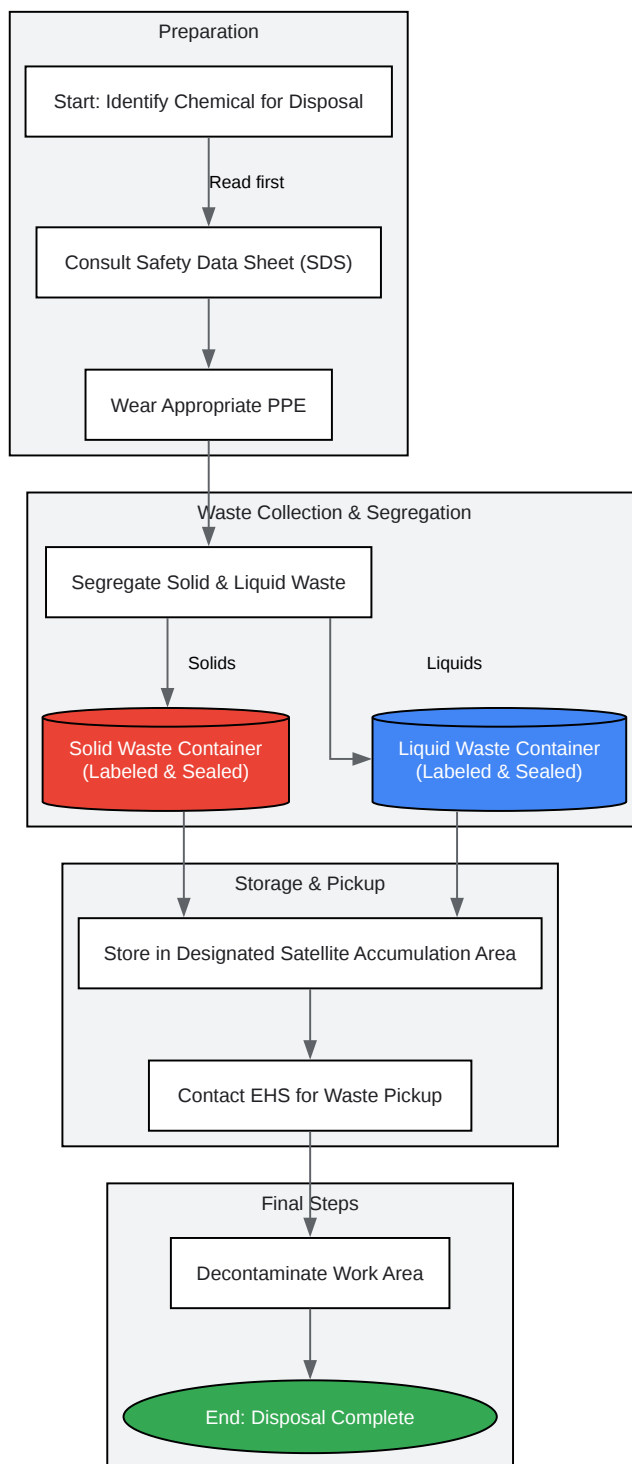 Preparation
Start: Identify Chemical for Disposal
Read first
Consult Safety Data Sheet (SDS)
Wear Appropriate PPE
Waste Collection & Segregation
Segregate Solid & Liquid Waste
Solids
Liquids
Solid Waste Container
(Labeled & Sealed)
Liquid Waste Container
(Labeled & Sealed)
Storage & Pickup
Store in Designated Satellite Accumulation Area
Contact EHS for Waste Pickup
Final Steps
Decontaminate Work Area
End: Disposal Complete